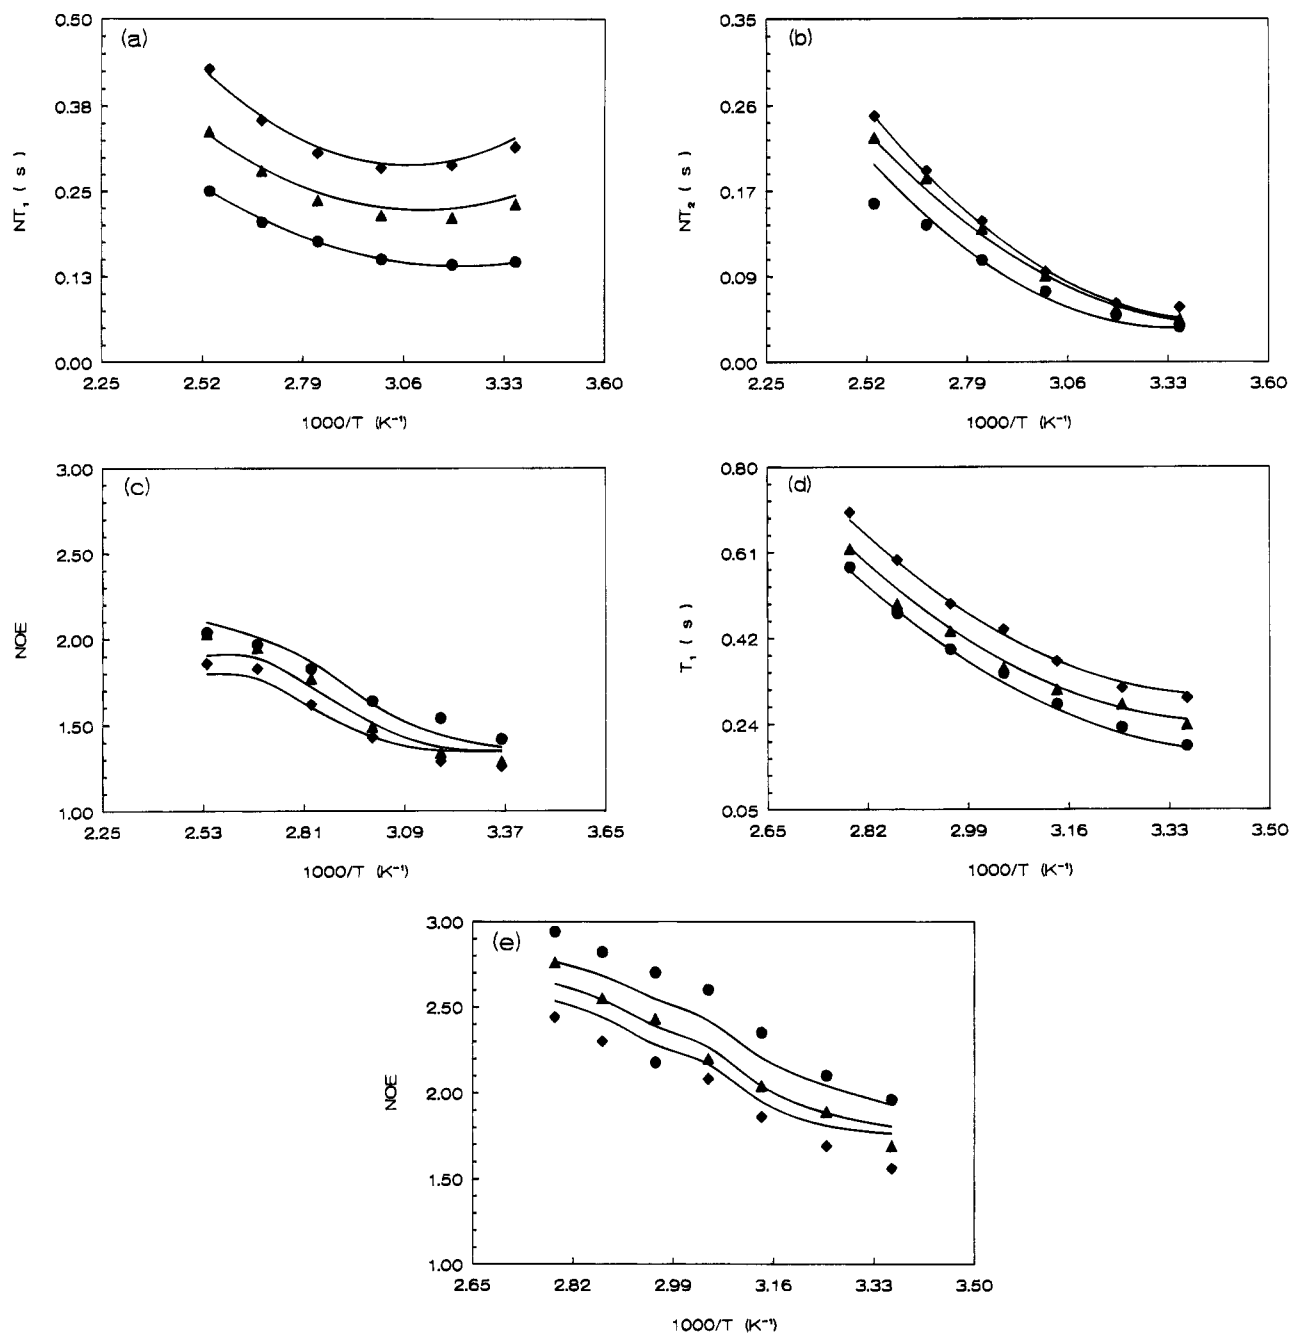 (a)
0.50
0.38
0.25
0.13
0.00
NT₁ ( s )
2.25 2.52 2.79 3.06 3.33 3.60
1000/T (K⁻¹)
(b)
0.35
0.26
0.17
0.09
0.00
NT₂ ( s )
2.25 2.52 2.79 3.06 3.33 3.60
1000/T (K⁻¹)
(c)
3.00
2.50
2.00
1.50
1.00
NOE
2.25 2.53 2.81 3.09 3.37 3.65
1000/T (K⁻¹)
(d)
0.80
0.61
0.42
0.24
0.05
T₁ ( s )
2.65 2.82 2.99 3.16 3.33 3.50
1000/T (K⁻¹)
(e)
3.00
2.50
2.00
1.50
1.00
NOE
2.65 2.82 2.99 3.16 3.33 3.50
1000/T (K⁻¹)